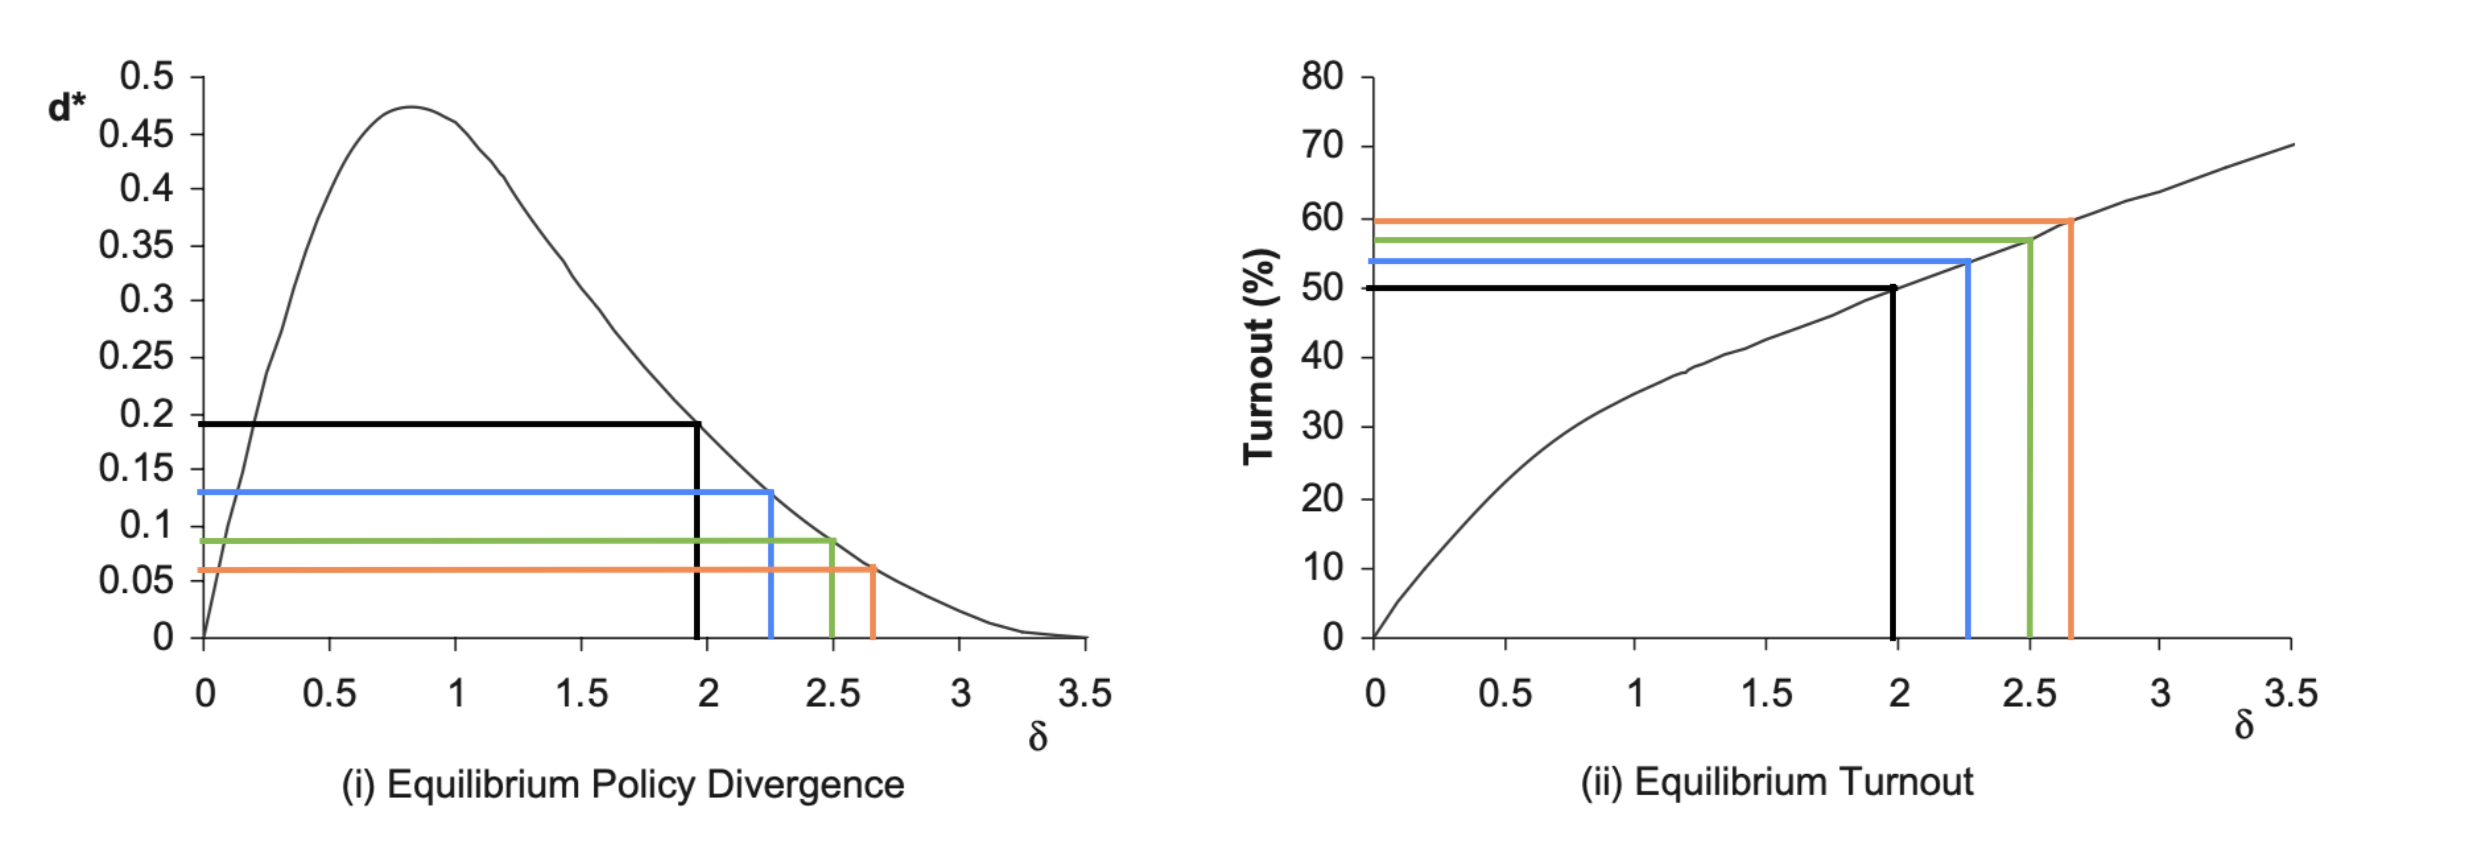 0.5
d*
0.45
0.4
0.35
0.3
0.25
0.2
0.15
0.1
0.05
0
0 0.5 1 1.5 2 2.5 3 3.5
δ
(i) Equilibrium Policy Divergence
80
70
60
50
40
30
20
10
0
Turnout (%)
0 0.5 1 1.5 2 2.5 3 3.5
δ
(ii) Equilibrium Turnout